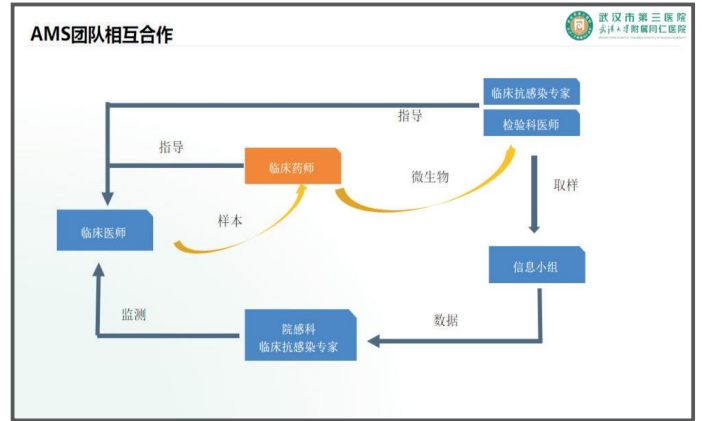 AMS团队相互合作
武汉市第三医院
武汉大学附属同仁医院
临床抗感染专家
指导
检验科医师
指导
临床药师
微生物
取样
样本
临床医师
信息小组
监测
院感科
数据
临床抗感染专家